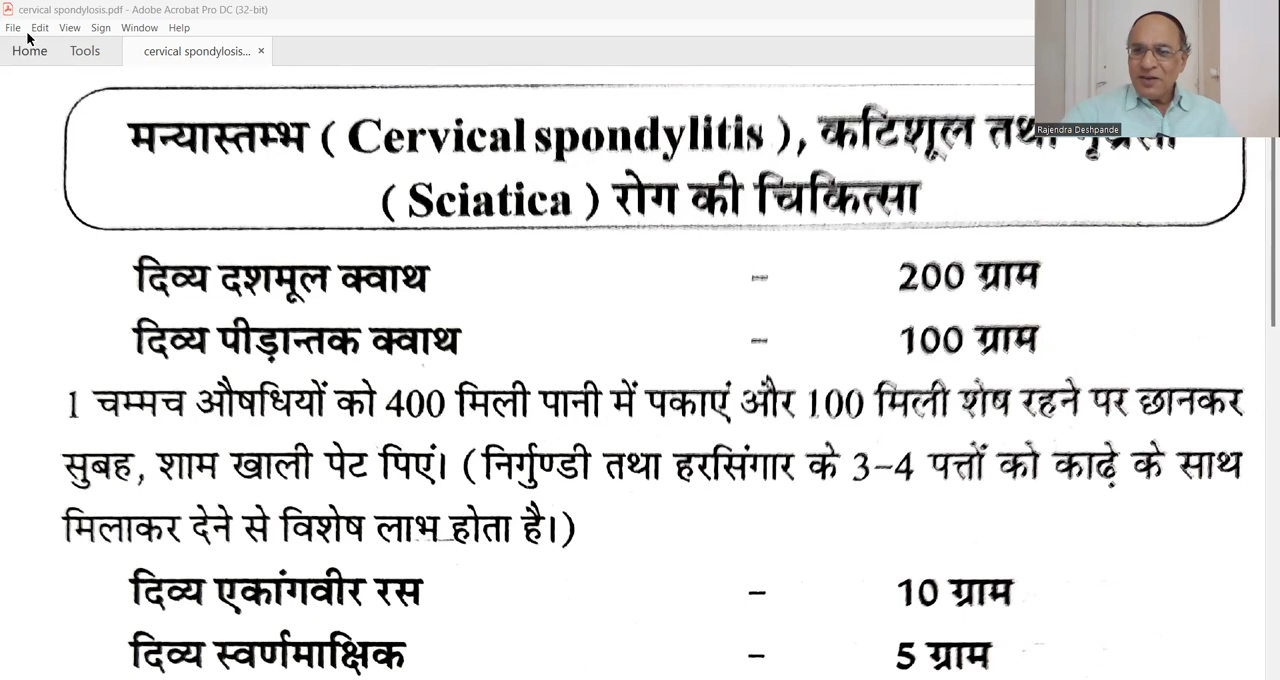 cervical spondylosis.pdf - Adobe Acrobat Pro DC (32-bit)
File Edit View Sign Window Help
Home Tools cervical spondylosis... ×
Rajendra Deshpande
मन्यास्तम्भ ( Cervical spondylitis ), कटिशूल तथा
( Sciatica ) रोग की चिकित्सा
दिव्य दशमूल क्वाथ – 200 ग्राम
दिव्य पीड़ान्तक क्वाथ – 100 ग्राम
1 चम्मच औषधियों को 400 मिली पानी में पकाएं और 100 मिली शेष रहने पर छानकर
सुबह, शाम खाली पेट पिएं। (निर्गुण्डी तथा हरसिंगार के 3-4 पत्तों को काढ़े के साथ
मिलाकर देने से विशेष लाभ होता है।)
दिव्य एकांगवीर रस – 10 ग्राम
दिव्य स्वर्णमाक्षिक – 5 ग्राम